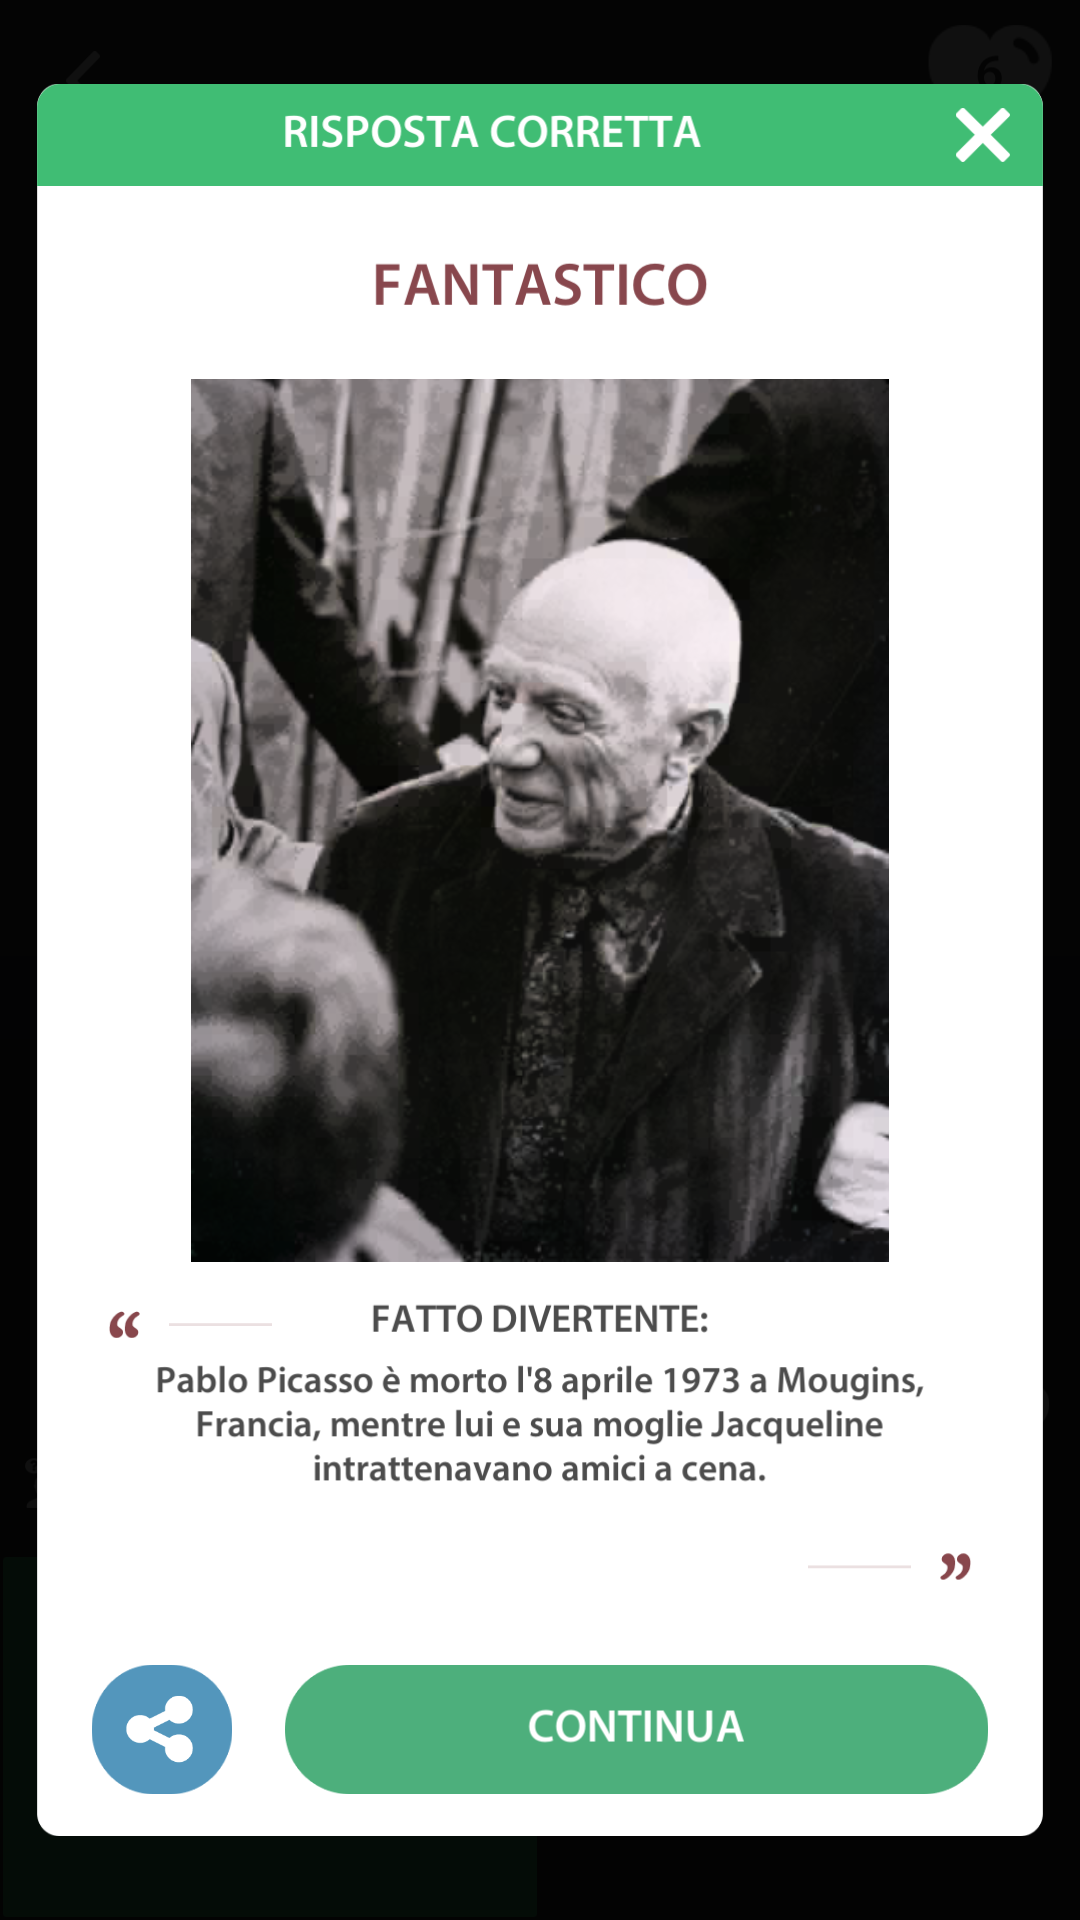 6
RISPOSTA CORRETTA
FANTASTICO
“
FATTO DIVERTENTE:
Pablo Picasso è morto l'8 aprile 1973 a Mougins,
Francia, mentre lui e sua moglie Jacqueline
intrattenavano amici a cena.
”
CONTINUA